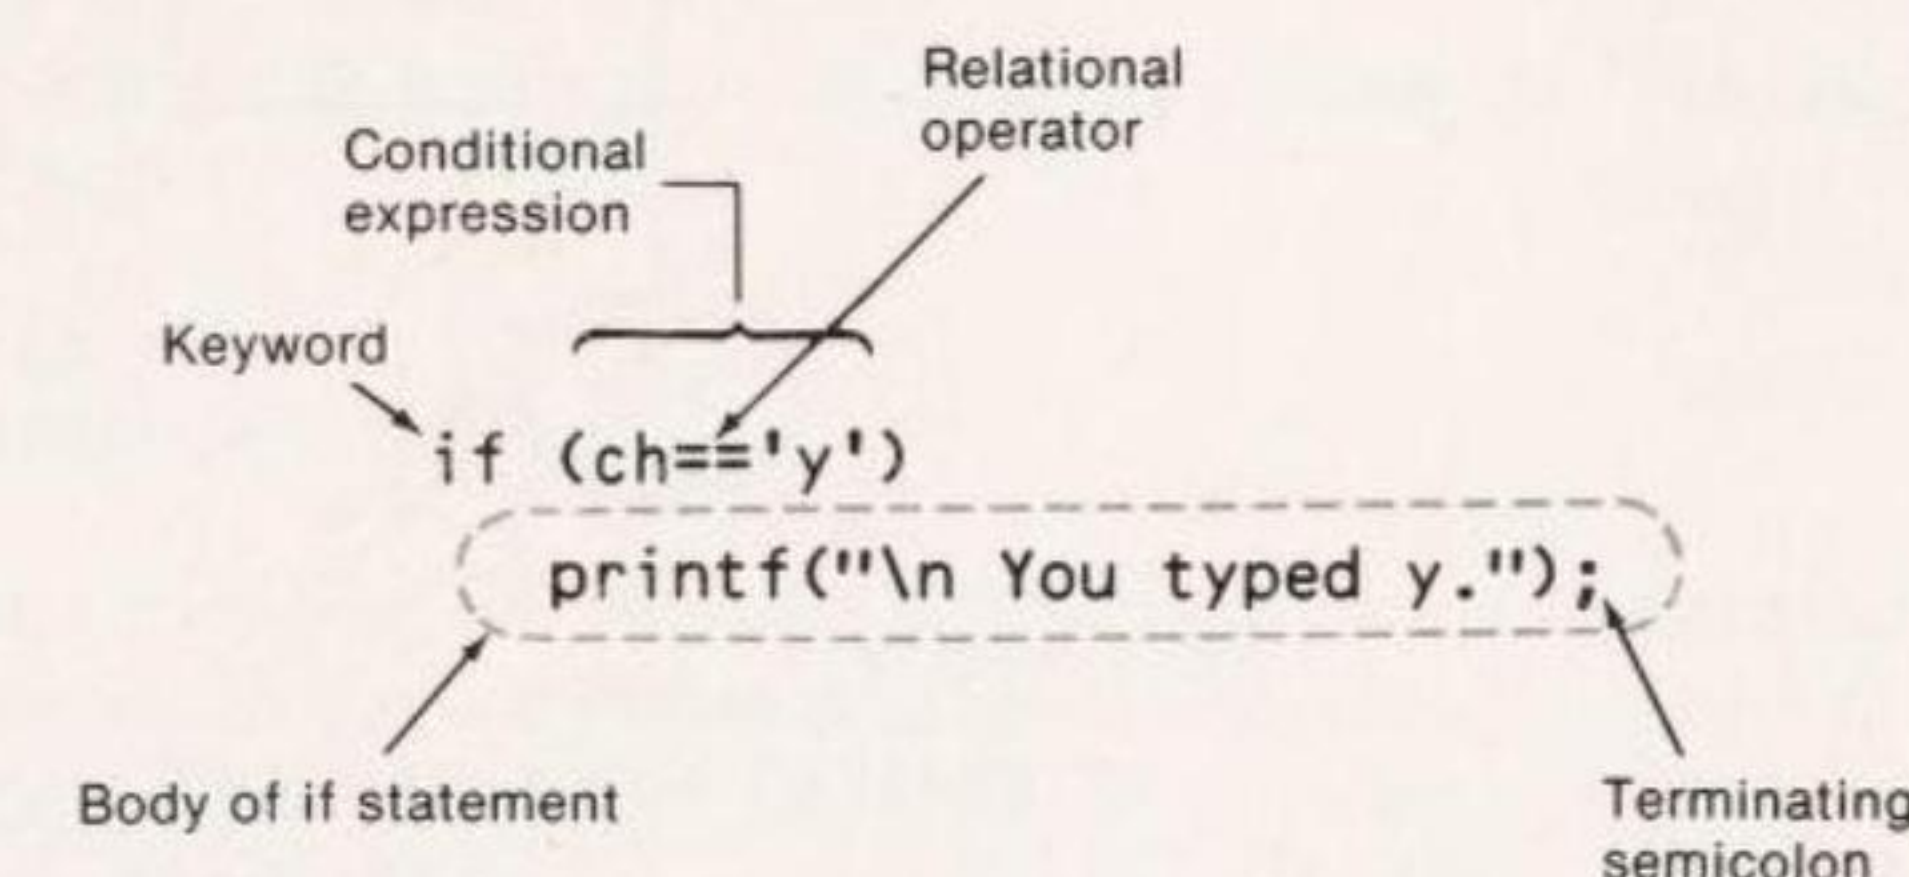 Relational
operator
Conditional
expression
Keyword
if (ch=='y')
printf("\n You typed y.");
Body of if statement
Terminating
semicolon